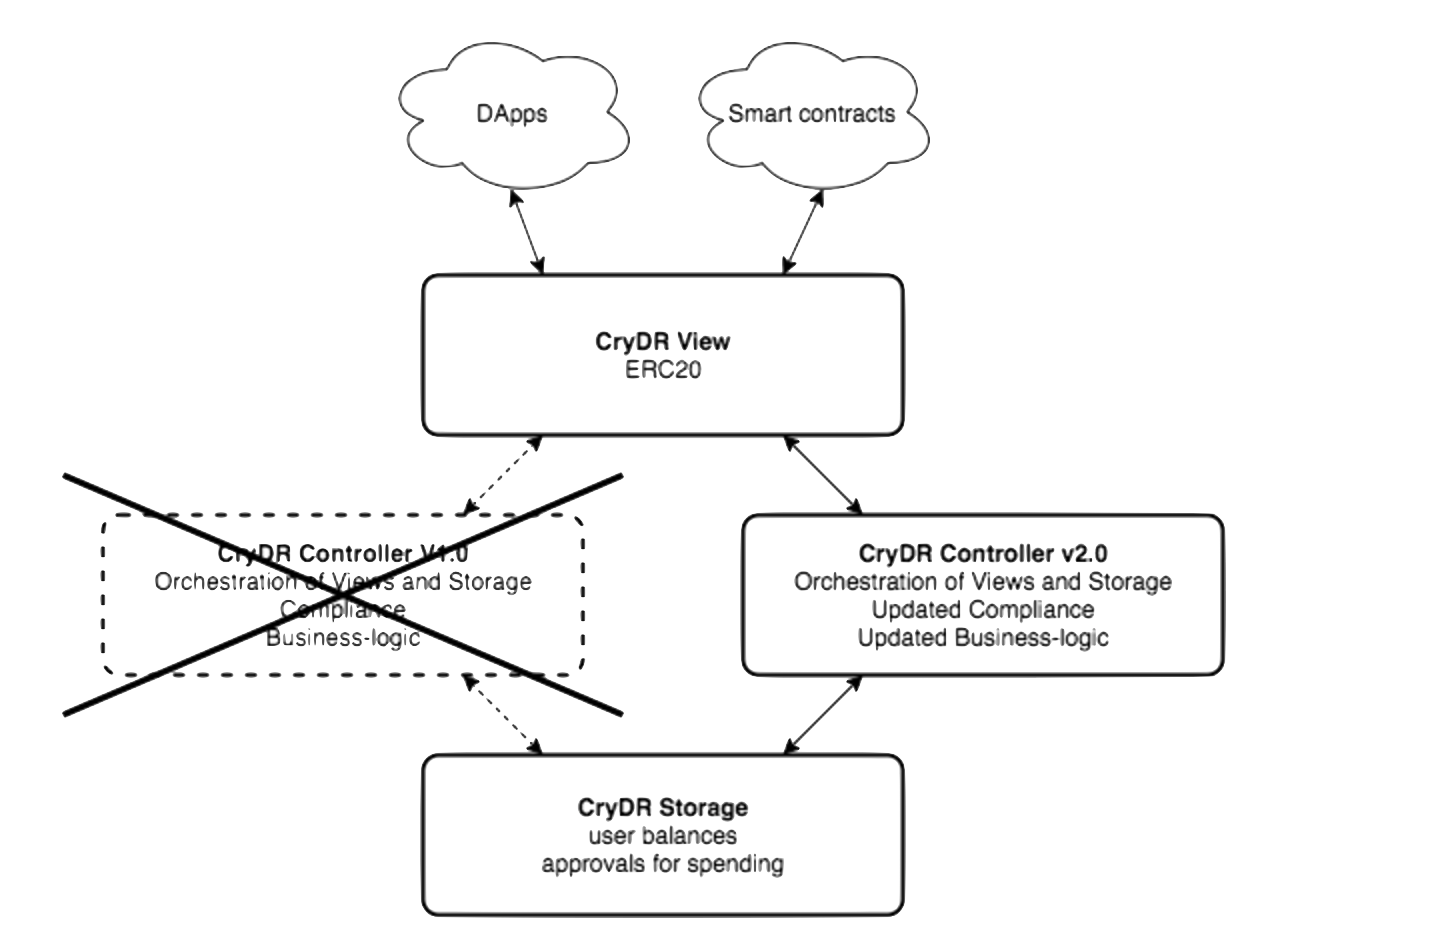 DApps
Smart contracts
CryDR View
ERC20
CryDR Controller V1.0
Orchestration of Views and Storage
Compliance
Business-logic
CryDR Controller v2.0
Orchestration of Views and Storage
Updated Compliance
Updated Business-logic
CryDR Storage
user balances
approvals for spending